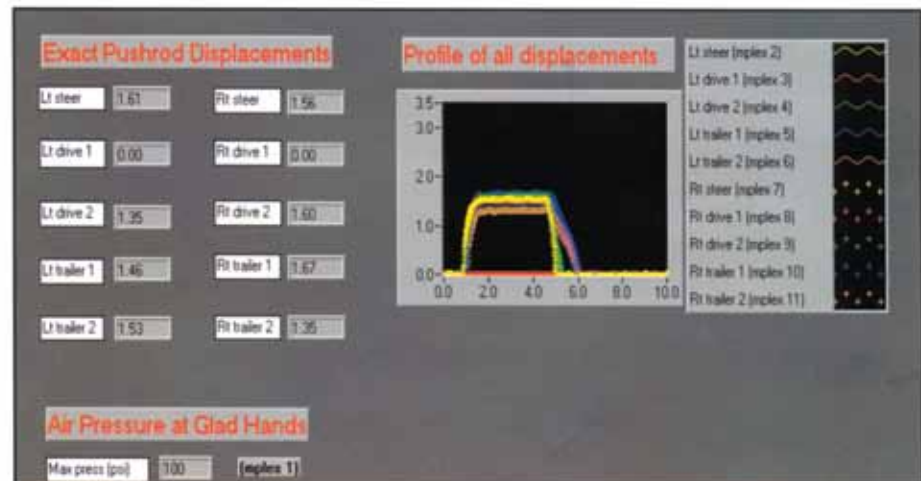 Exact Pushrod Displacements
Lt steer 1.61 Rt steer 1.56
Lt drive 1 0.00 Rt drive 1 0.00
Lt drive 2 1.35 Rt drive 2 1.60
Lt trailer 1 1.46 Rt trailer 1 1.67
Lt trailer 2 1.53 Rt trailer 2 1.35
Air Pressure at Glad Hands
Max press (psi) 100 (mplex 1)
Profile of all displacements
3.5
3.0
2.0
1.0
0.0
0.0 2.0 4.0 6.0 8.0 10.0
Lt steer (mplex 2)
Lt drive 1 (mplex 3)
Lt drive 2 (mplex 4)
Lt trailer 1 (mplex 5)
Lt trailer 2 (mplex 6)
Rt steer (mplex 7)
Rt drive 1 (mplex 8)
Rt drive 2 (mplex 9)
Rt trailer 1 (mplex 10)
Rt trailer 2 (mplex 11)